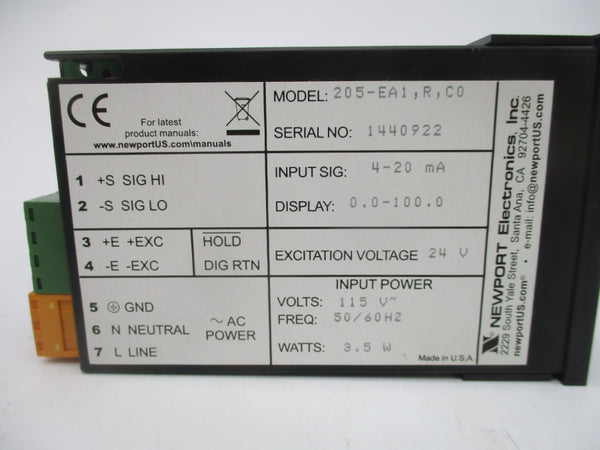 CE
For latest
product manuals:
www.newportUS.com\manuals
MODEL: 205-EA1,R,C0
SERIAL NO: 1440922
1 +S SIG HI
2 -S SIG LO
INPUT SIG: 4-20 mA
DISPLAY: 0.0-100.0
3 +E +EXC HOLD
4 -E -EXC DIG RTN
EXCITATION VOLTAGE 24 V
5 GND
6 N NEUTRAL
7 L LINE
~ AC
POWER
INPUT POWER
VOLTS: 115 V~
FREQ: 50/60HZ
WATTS: 3.5 W
Made in U.S.A.
N NEWPORT Electronics, Inc.
2229 South Yale Street, Santa Ana, CA 92704-4426
newportUS.com® • e-mail: info@newportUS.com